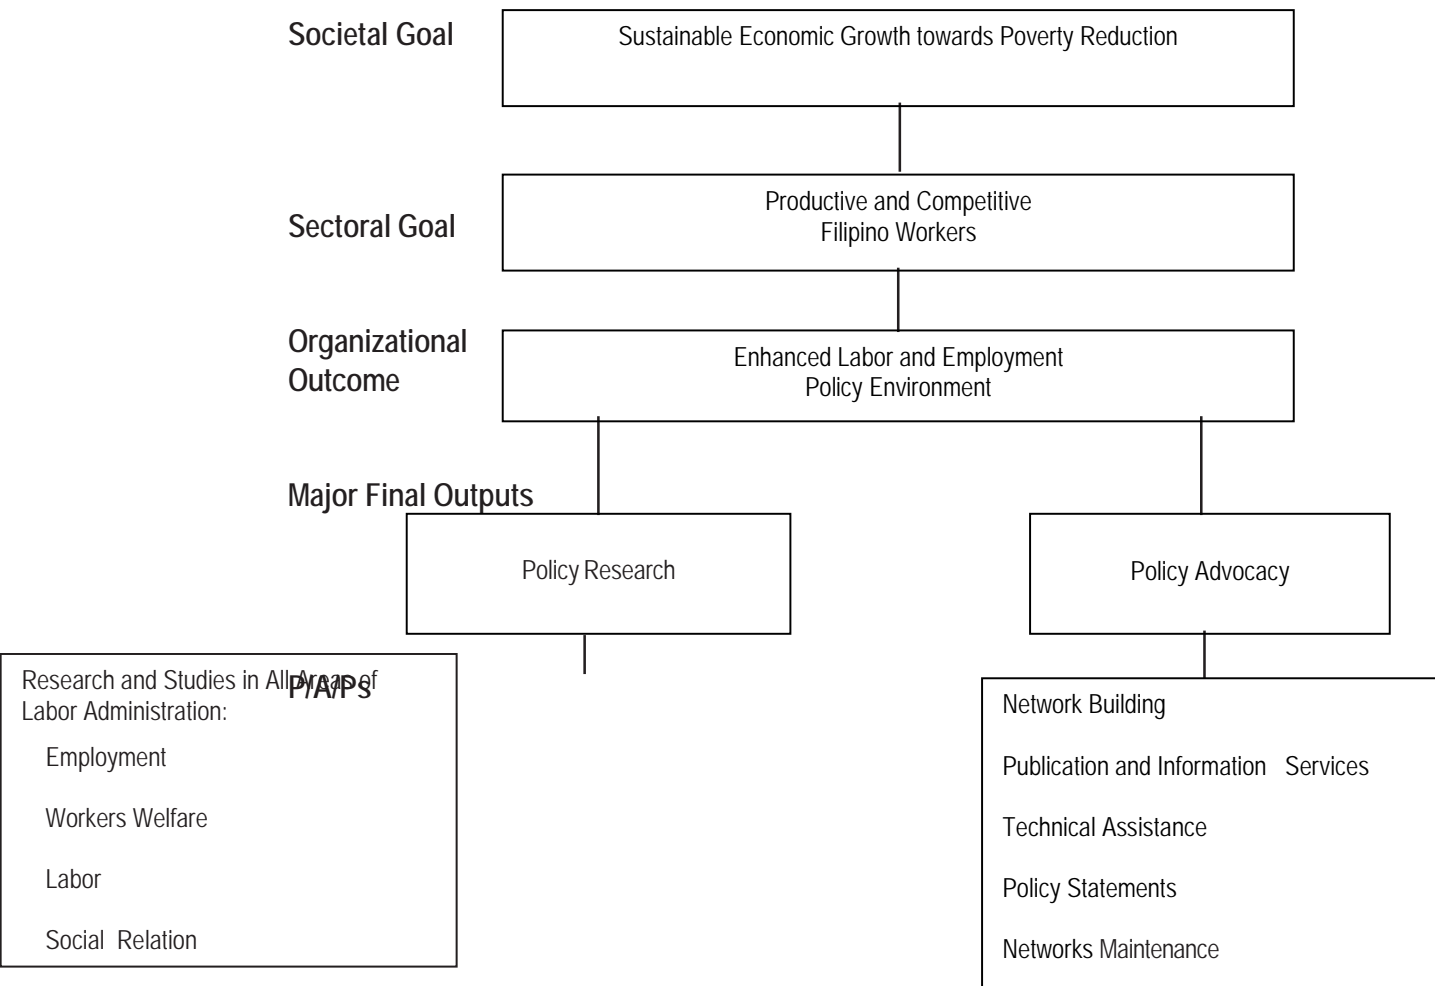 Societal Goal
Sustainable Economic Growth towards Poverty Reduction
Sectoral Goal
Productive and Competitive
Filipino Workers
Organizational
Outcome
Enhanced Labor and Employment
Policy Environment
Major Final Outputs
Policy Research
Policy Advocacy
P/A/Ps
Research and Studies in All Areas of
Labor Administration:
Employment
Workers Welfare
Labor
Social Relation
Network Building
Publication and Information Services
Technical Assistance
Policy Statements
Networks Maintenance